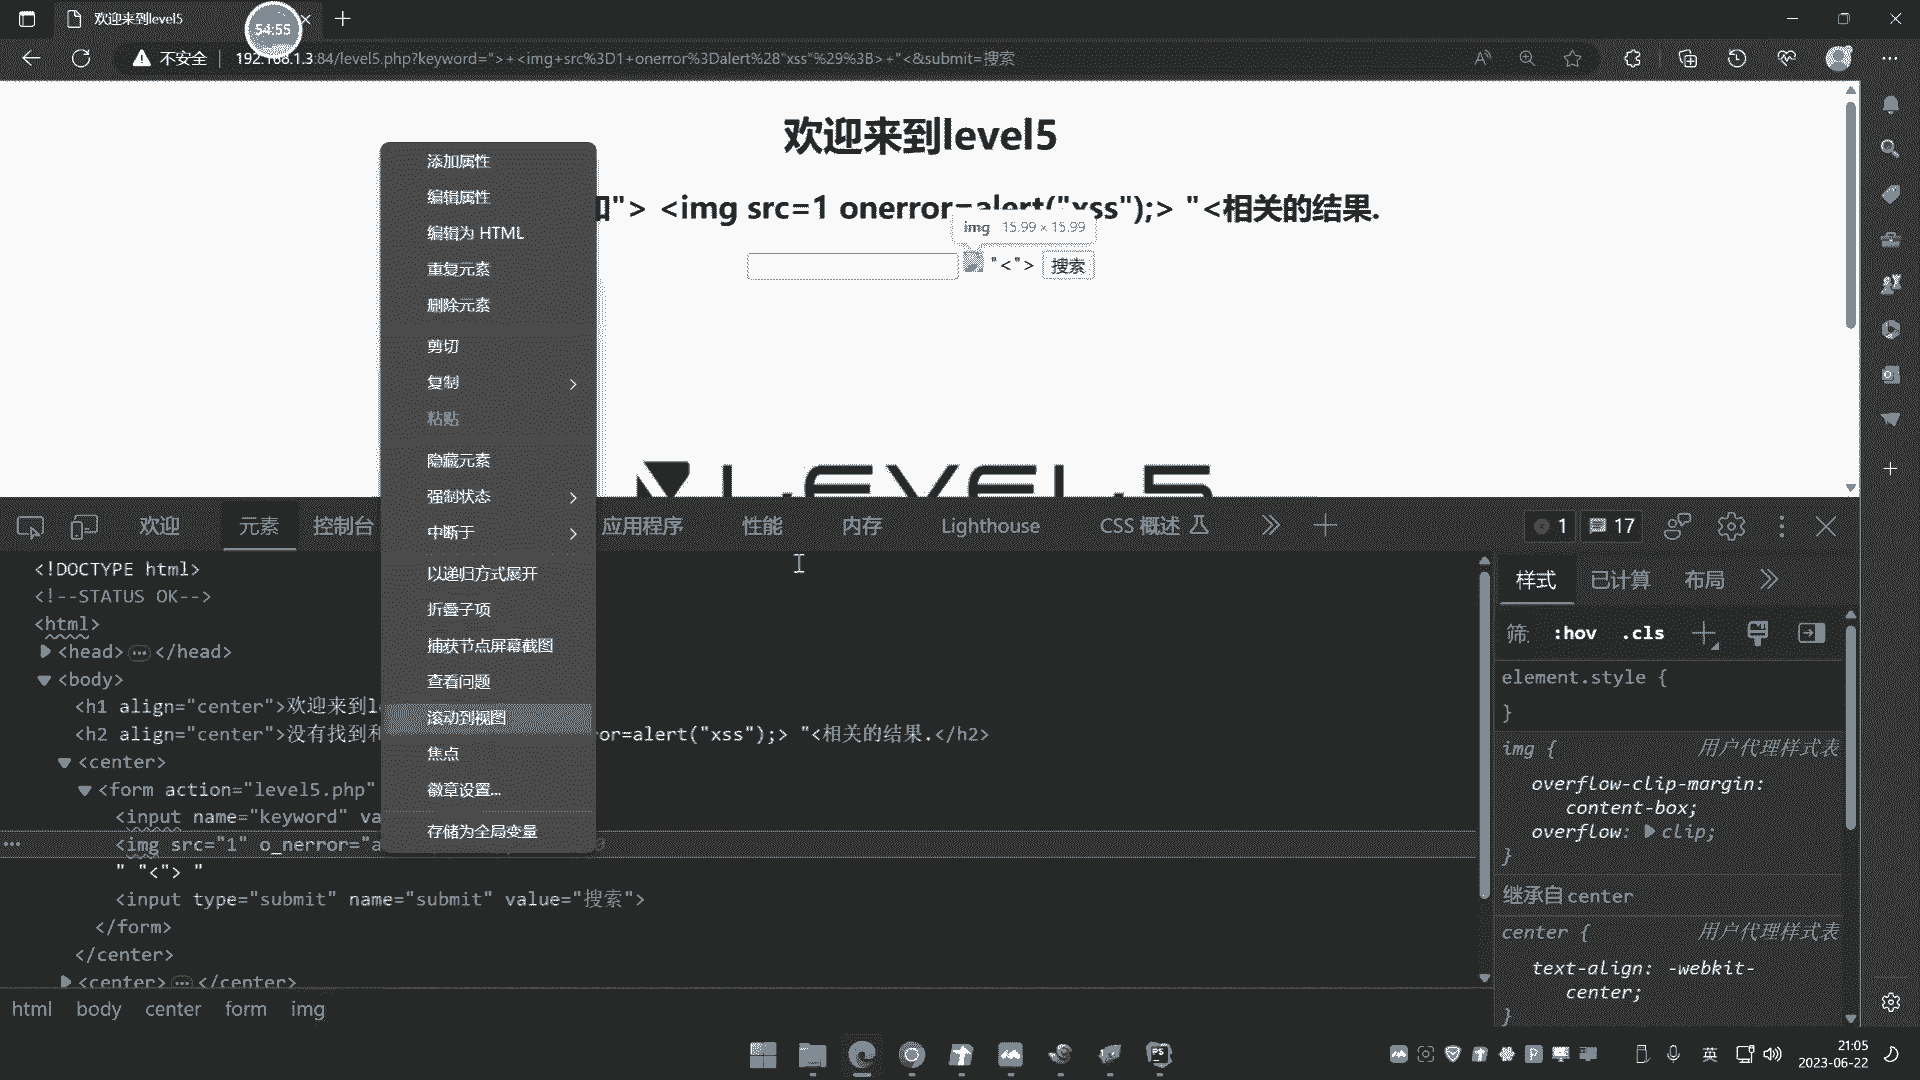 欢迎来到level5
54:55
不安全
192.168.1.3:84/level5.php?keyword=">+<img+src%3D1+onerror%3Dalert%28"xss"%29%3B>+"<&submit=搜索
欢迎来到level5
"> <img src=1 onerror=alert("xss");> "<相关的结果.
img 15.99 × 15.99
"<">
搜索
LEVEL5
添加属性
编辑属性
编辑为 HTML
重复元素
删除元素
剪切
复制
粘贴
隐藏元素
强制状态
中断于
以递归方式展开
折叠子项
捕获节点屏幕截图
查看问题
滚动到视图
焦点
徽章设置...
存储为全局变量
欢迎
元素
控制台
应用程序
性能
内存
Lighthouse
CSS 概述
1
17
<!DOCTYPE html>
<!--STATUS OK-->
<html>
<head>
</head>
<body>
<h1 align="center">欢迎来到l
<h2 align="center">没有找到和
ror=alert("xss");> "<相关的结果.</h2>
<center>
<form action="level5.php"
<input name="keyword" va
<img src="1" o_nerror="a
" "<"> "
<input type="submit" name="submit" value="搜索">
</form>
</center>
<center>
</center>
html body center form img
样式
已计算
布局
筛
:hov
.cls
element.style {
}
img {
用户代理样式表
overflow-clip-margin:
content-box;
overflow: clip;
}
继承自 center
center {
用户代理样式表
text-align: -webkit-
center;
}
英
21:05
2023-06-22